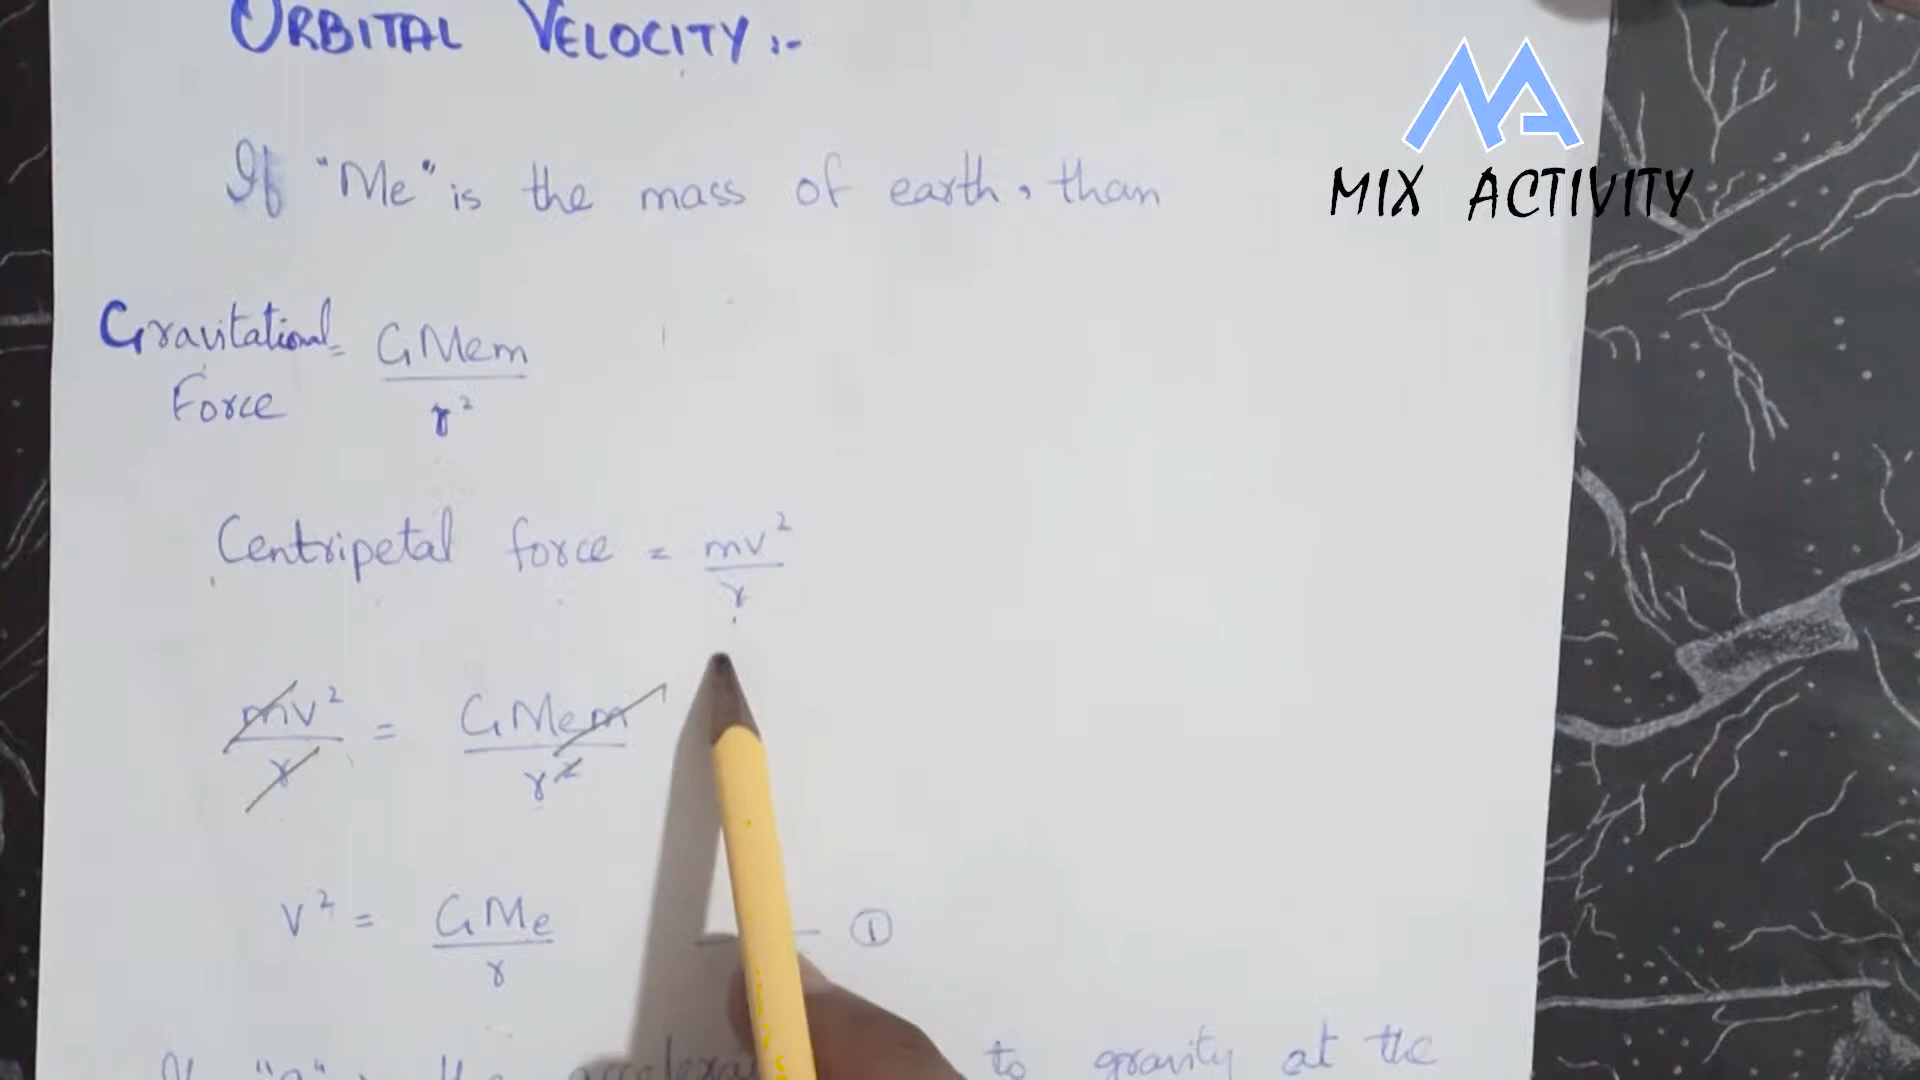 ORBITAL VELOCITY :-
MIX ACTIVITY
If "Me" is the mass of earth, than
Gravitational Force = GMem / r²
Centripetal force = mv² / r
mv² / r = GMem / r²
v² = GMe / r — ①
to gravity at the